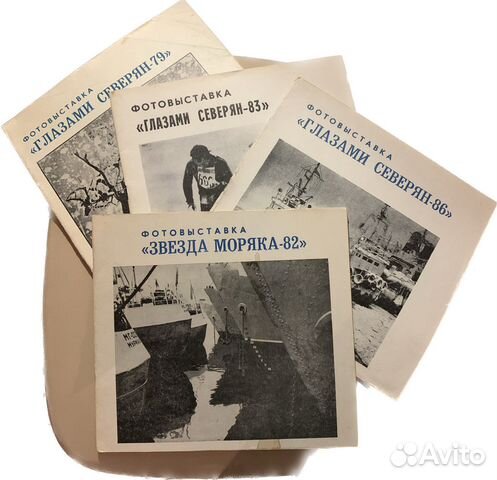 ФОТОВЫСТАВКА
«ГЛАЗАМИ СЕВЕРЯН-79»
ФОТОВЫСТАВКА
«ГЛАЗАМИ СЕВЕРЯН-83»
ФОТОВЫСТАВКА
«ГЛАЗАМИ СЕВЕРЯН-86»
ФОТОВЫСТАВКА
«ЗВЕЗДА МОРЯКА-82»
Avito